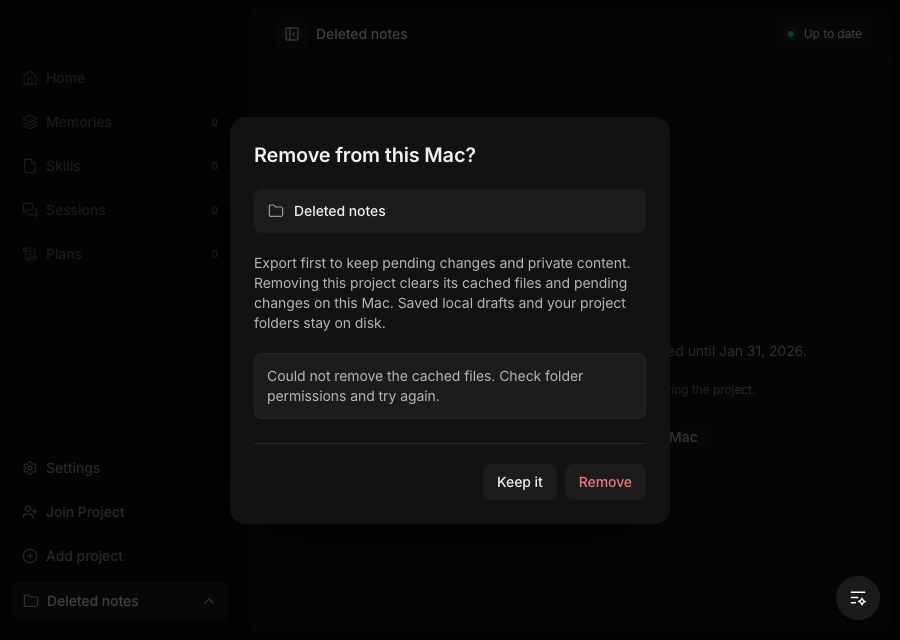 Deleted notes
Up to date
Home
Memories 0
Skills 0
Sessions 0
Plans 0
Remove from this Mac?
Deleted notes
Export first to keep pending changes and private content.
Removing this project clears its cached files and pending
changes on this Mac. Saved local drafts and your project
folders stay on disk.
until Jan 31, 2026.
Could not remove the cached files. Check folder
permissions and try again.
the project.
Mac
Keep it
Remove
Settings
Join Project
Add project
Deleted notes